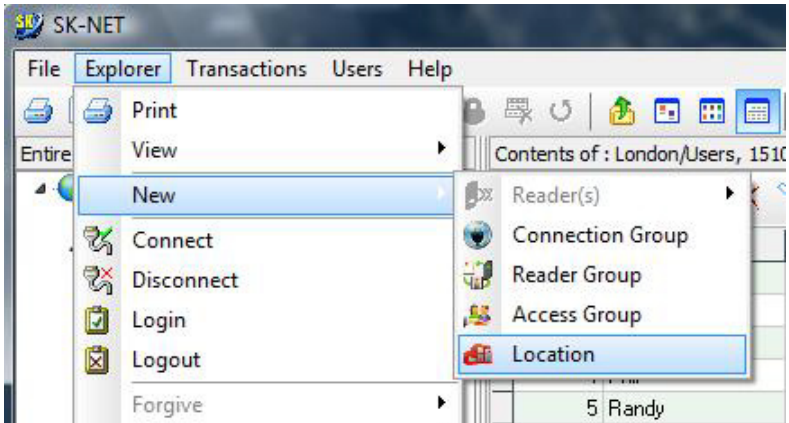 SK-NET
File Explorer Transactions Users Help
Print
Entire
View
Contents of : London/Users, 1510
New
Reader(s)
Connect
Connection Group
Disconnect
Reader Group
Login
Access Group
Logout
Location
Forgive
5 Randy